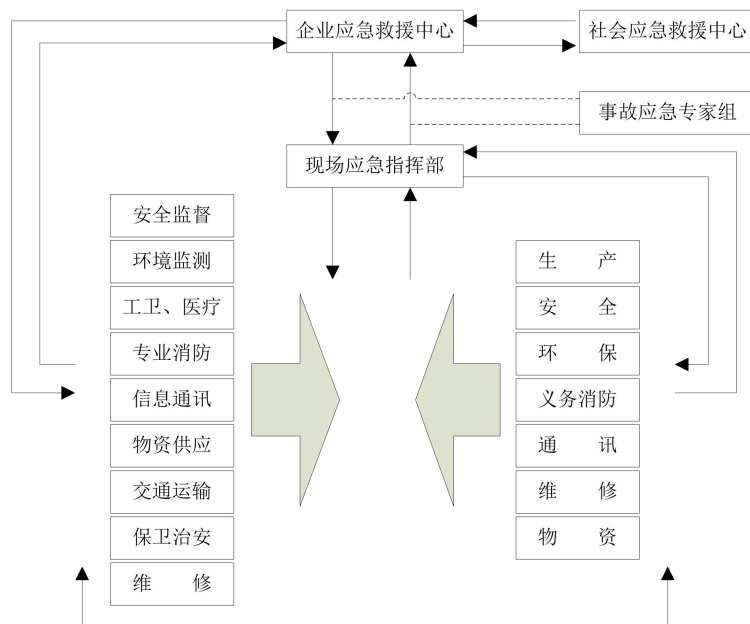 企业应急救援中心
社会应急救援中心
事故应急专家组
现场应急指挥部
安全监督
环境监测
工卫、医疗
专业消防
信息通讯
物资供应
交通运输
保卫治安
维 修
生 产
安 全
环 保
义务消防
通 讯
维 修
物 资